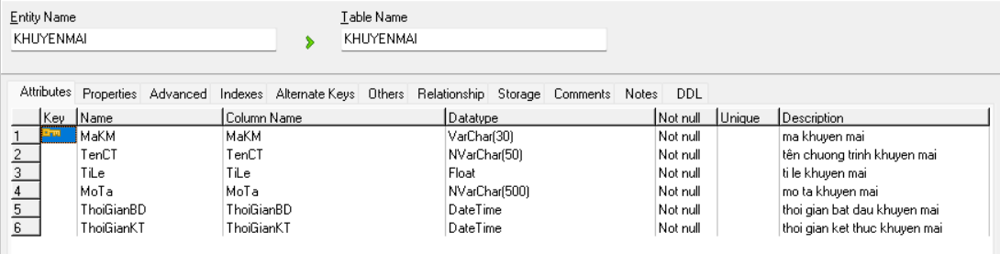 Entity Name Table Name
KHUYENMAI KHUYENMAI
Attributes Properties Advanced Indexes Alternate Keys Others Relationship Storage Comments Notes DDL
Key Name Column Name Datatype Not null Unique Description
1 MaKM MaKM VarChar(30) Not null ma khuyen mai
2 TenCT TenCT NVarChar(50) Not null tên chuong trinh khuyen mai
3 TiLe TiLe Float Not null ti le khuyen mai
4 MoTa MoTa NVarChar(500) Not null mo ta khuyen mai
5 ThoiGianBD ThoiGianBD DateTime Not null thoi gian bat dau khuyen mai
6 ThoiGianKT ThoiGianKT DateTime Not null thoi gian ket thuc khuyen mai